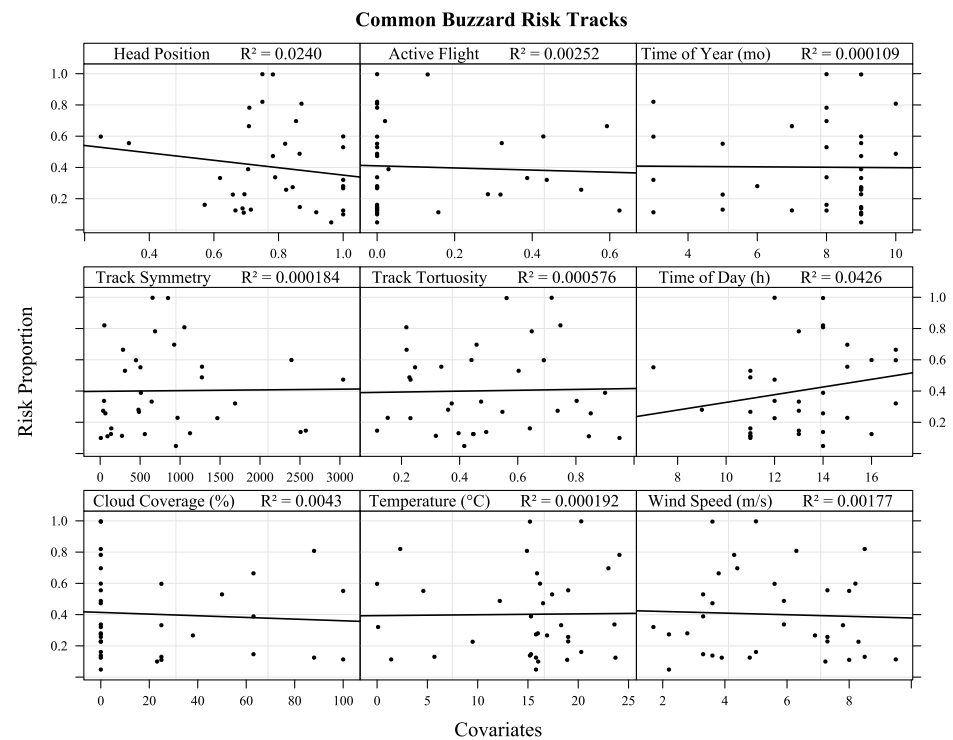 Common Buzzard Risk Tracks
Head Position R² = 0.0240 Active Flight R² = 0.00252 Time of Year (mo) R² = 0.000109
1.0
0.8
0.6
0.4
0.2
0.4 0.6 0.8 1.0 0.0 0.2 0.4 0.6 4 6 8 10
Track Symmetry R² = 0.000184 Track Tortuosity R² = 0.000576 Time of Day (h) R² = 0.0426
1.0
0.8
0.6
0.4
0.2
0 500 1000 1500 2000 2500 3000 0.2 0.4 0.6 0.8 8 10 12 14 16
Cloud Coverage (%) R² = 0.0043 Temperature (°C) R² = 0.000192 Wind Speed (m/s) R² = 0.00177
1.0
0.8
0.6
0.4
0.2
0 20 40 60 80 100 0 5 10 15 20 25 2 4 6 8
Risk Proportion
Covariates